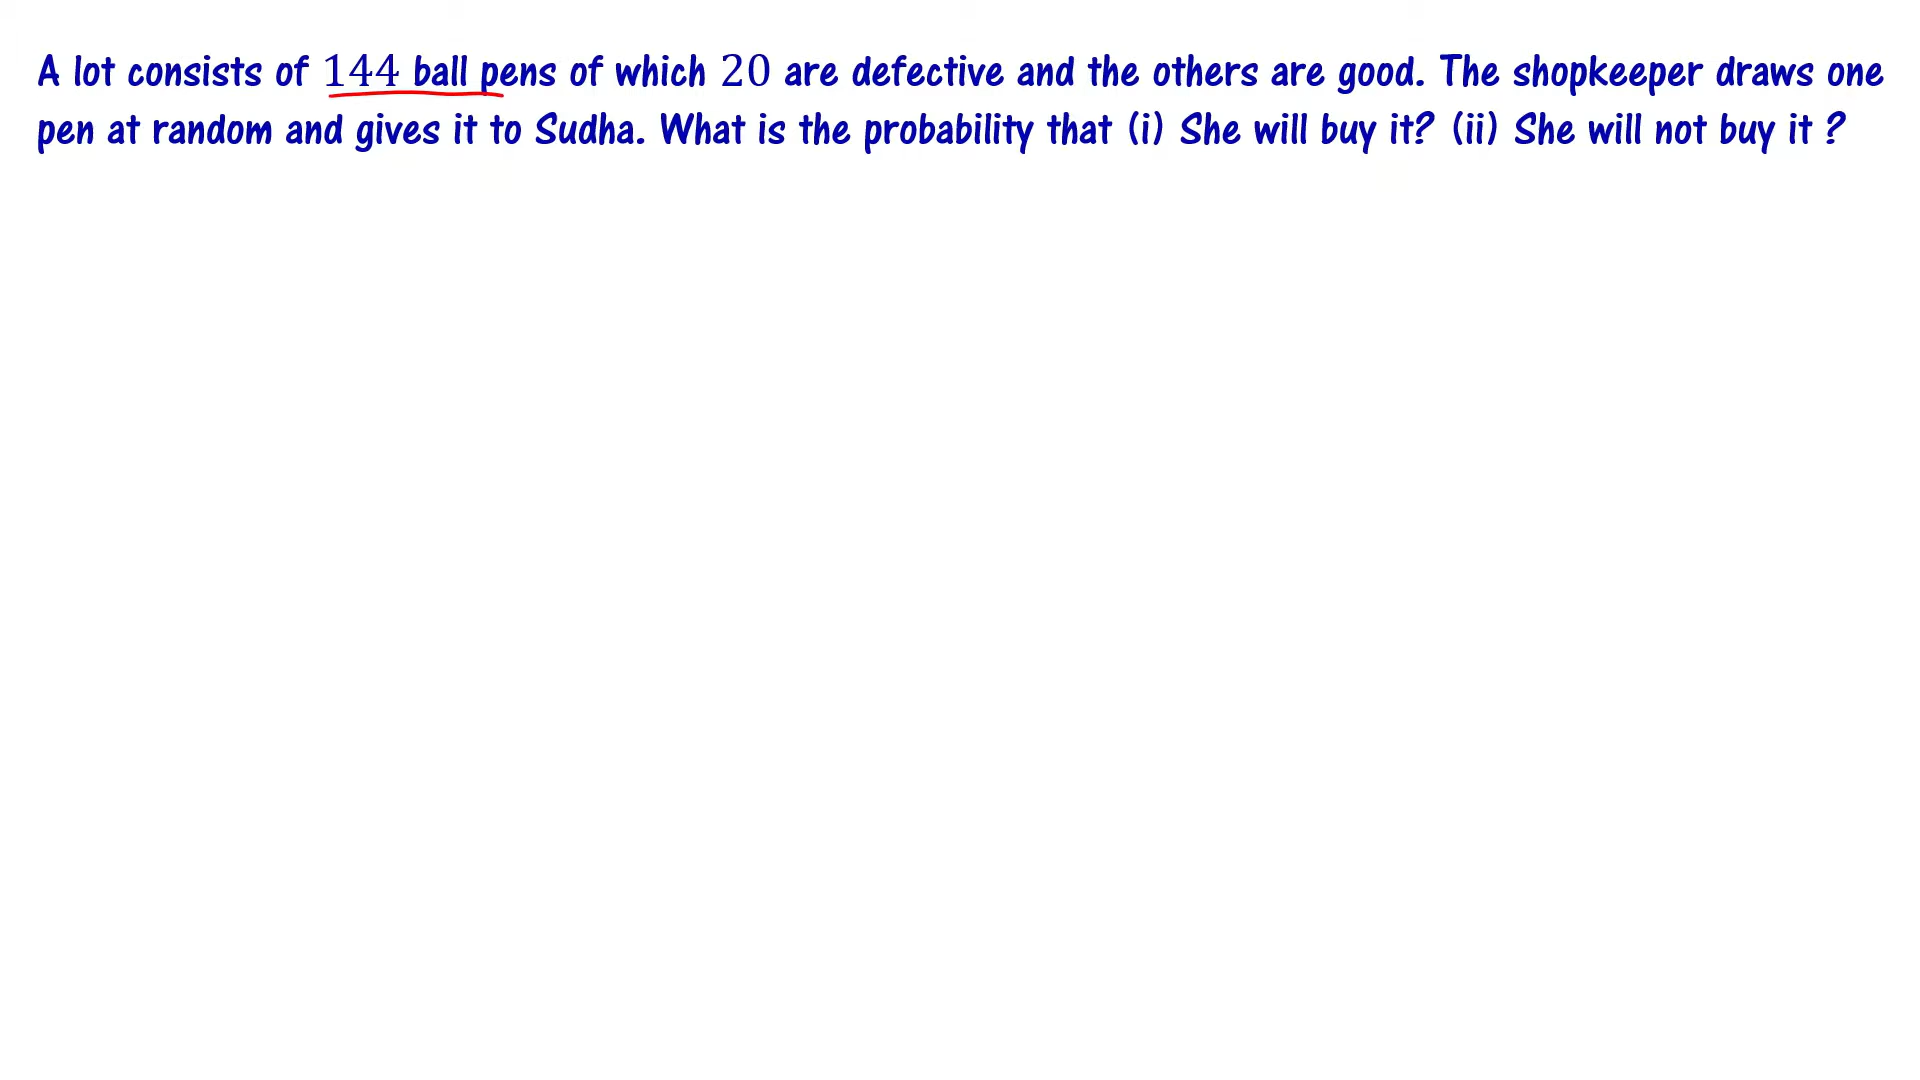 A lot consists of 144 ball pens of which 20 are defective and the others are good. The shopkeeper draws one
pen at random and gives it to Sudha. What is the probability that (i) She will buy it? (ii) She will not buy it ?